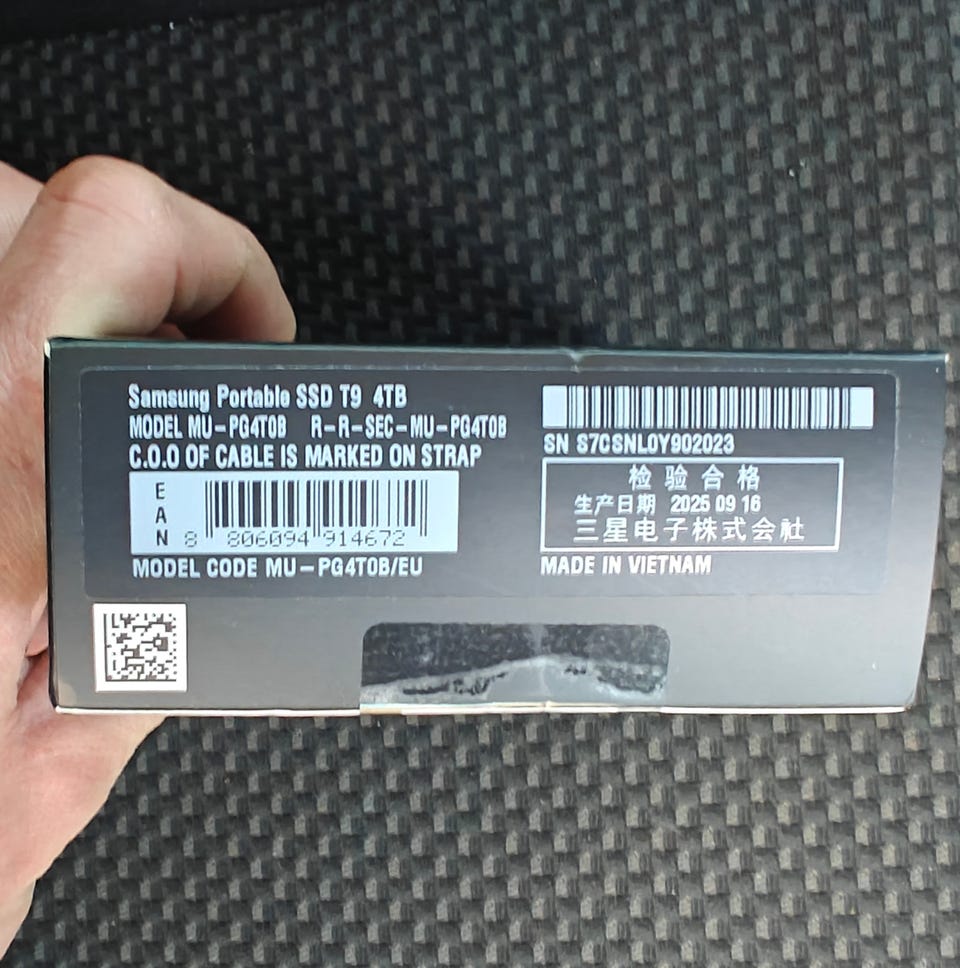 Samsung Portable SSD T9 4TB
MODEL MU-PG4T0B R-R-SEC-MU-PG4T0B
C.O.O OF CABLE IS MARKED ON STRAP
EAN
8 806094 914672
MODEL CODE MU-PG4T0B/EU
SN S7CSNL0Y902023
检验合格
生产日期 2025 09 16
三星电子株式会社
MADE IN VIETNAM